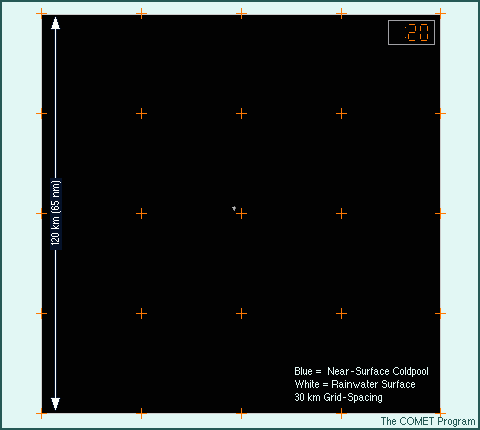 :20
120 km (65 nm)
Blue = Near-Surface Coldpool
White = Rainwater Surface
30 km Grid-Spacing
The COMET Program